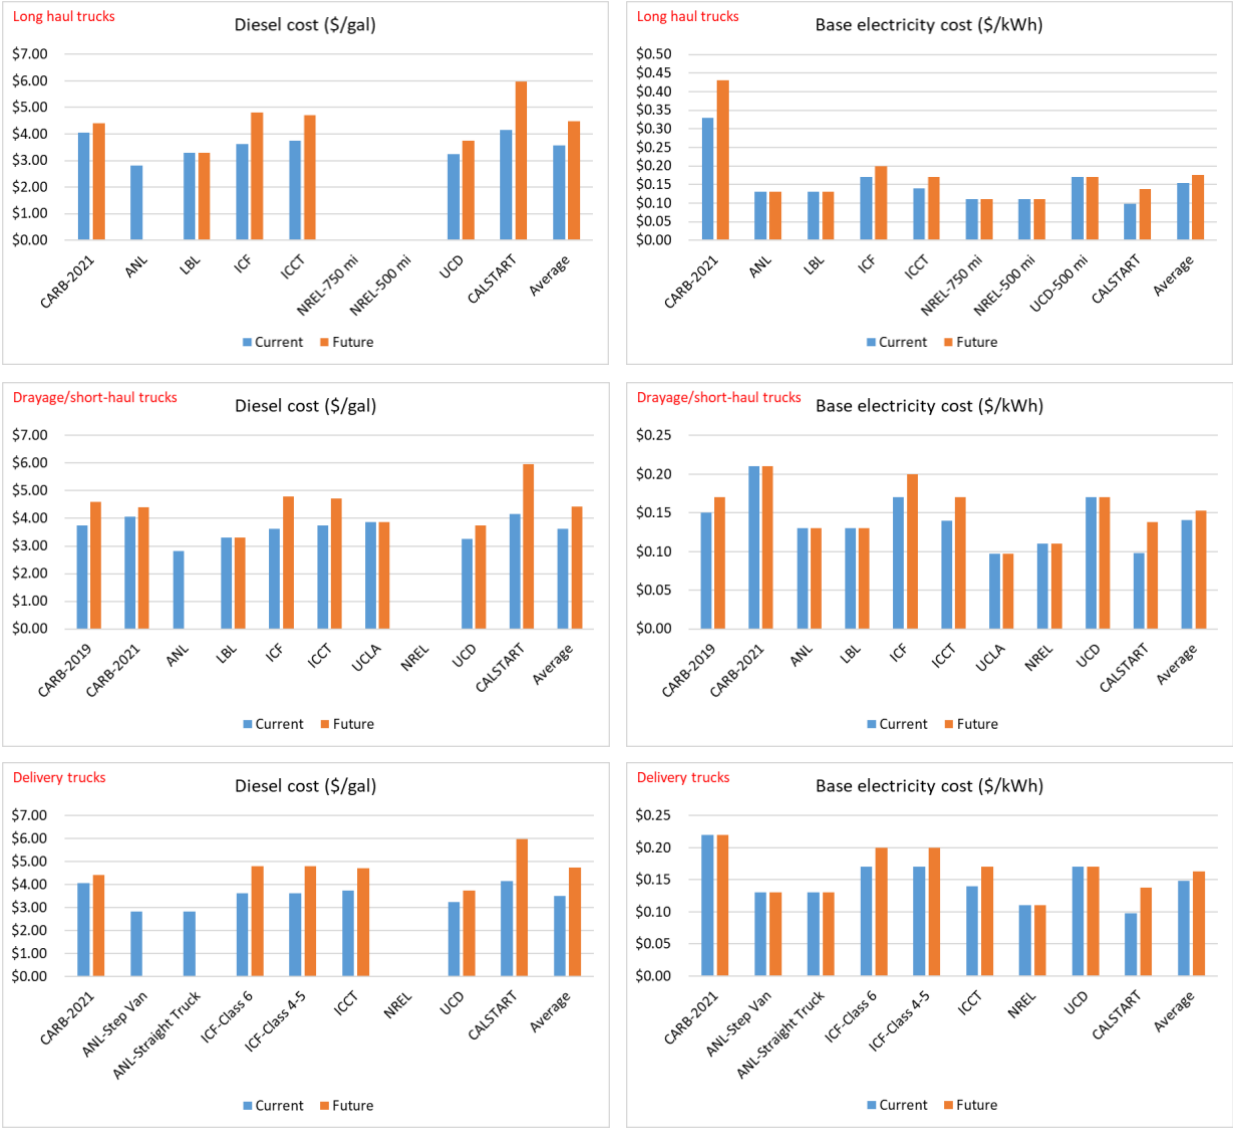 Long haul trucks
Diesel cost ($/gal)
$7.00
$6.00
$5.00
$4.00
$3.00
$2.00
$1.00
$0.00
CARB-2021
ANL
LBL
ICF
ICCT
NREL-750 mi
NREL-500 mi
UCD
CALSTART
Average
Current Future
Long haul trucks
Base electricity cost ($/kWh)
$0.50
$0.45
$0.40
$0.35
$0.30
$0.25
$0.20
$0.15
$0.10
$0.05
$0.00
CARB-2021
ANL
LBL
ICF
ICCT
NREL-750 mi
NREL-500 mi
UCD-500 mi
CALSTART
Average
Current Future
Drayage/short-haul trucks
Diesel cost ($/gal)
$7.00
$6.00
$5.00
$4.00
$3.00
$2.00
$1.00
$0.00
CARB-2019
CARB-2021
ANL
LBL
ICF
ICCT
UCLA
NREL
UCD
CALSTART
Average
Current Future
Drayage/short-haul trucks
Base electricity cost ($/kWh)
$0.25
$0.20
$0.15
$0.10
$0.05
$0.00
CARB-2019
CARB-2021
ANL
LBL
ICF
ICCT
UCLA
NREL
UCD
CALSTART
Average
Current Future
Delivery trucks
Diesel cost ($/gal)
$7.00
$6.00
$5.00
$4.00
$3.00
$2.00
$1.00
$0.00
CARB-2021
ANL-Step Van
ANL-Straight Truck
ICF-Class 6
ICF-Class 4-5
ICCT
NREL
UCD
CALSTART
Average
Current Future
Delivery trucks
Base electricity cost ($/kWh)
$0.25
$0.20
$0.15
$0.10
$0.05
$0.00
CARB-2021
ANL-Step Van
ANL-Straight Truck
ICF-Class 6
ICF-Class 4-5
ICCT
NREL
UCD
CALSTART
Average
Current Future